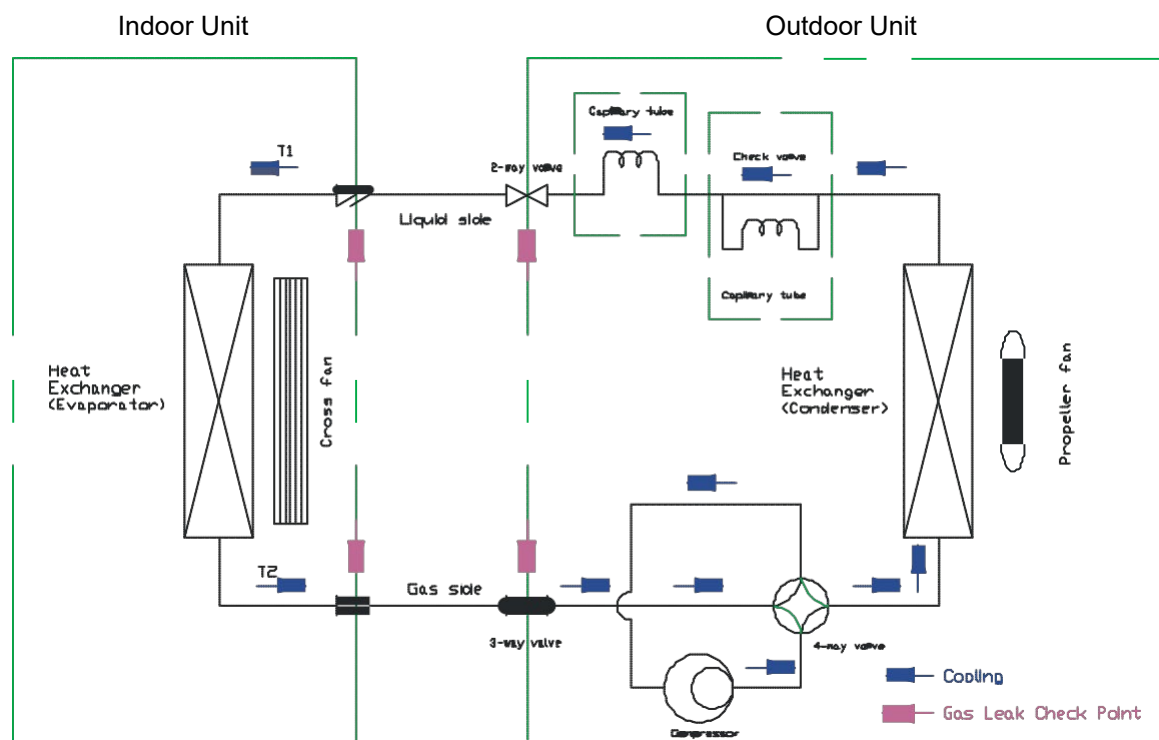 Indoor Unit
Outdoor Unit
Capillary tube
T1
2-way valve
Check valve
Liquid side
Capillary tube
Heat
Exchanger
(Evaporator)
Cross fan
Heat
Exchanger
(Condenser)
Propeller fan
T2
Gas side
3-way valve
4-way valve
Cooling
Gas Leak Check Point
Compressor